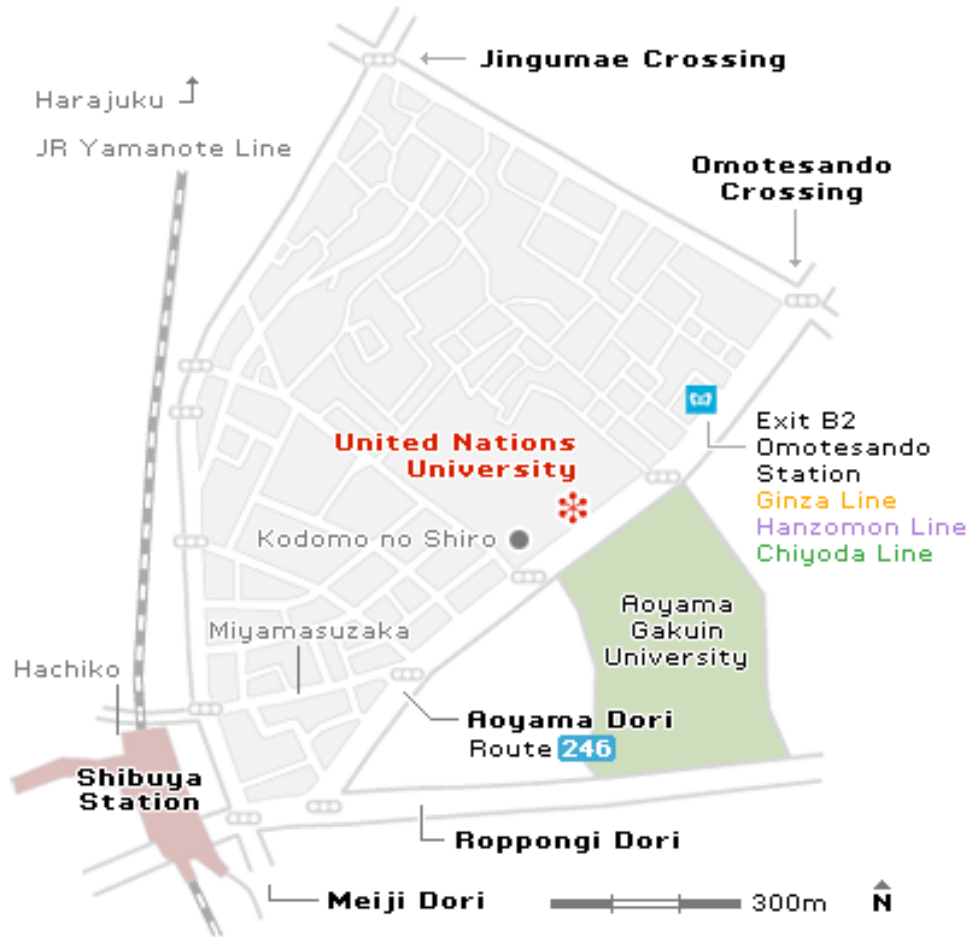 Jingumae Crossing
Harajuku
JR Yamanote Line
Omotesando
Crossing
Exit B2
Omotesando
Station
Ginza Line
Hanzomon Line
Chiyoda Line
United Nations
University
Kodomo no Shiro
Aoyama
Gakuin
University
Miyamasuzaka
Hachiko
Aoyama Dori
Route 246
Shibuya
Station
Roppongi Dori
Meiji Dori
300m
N